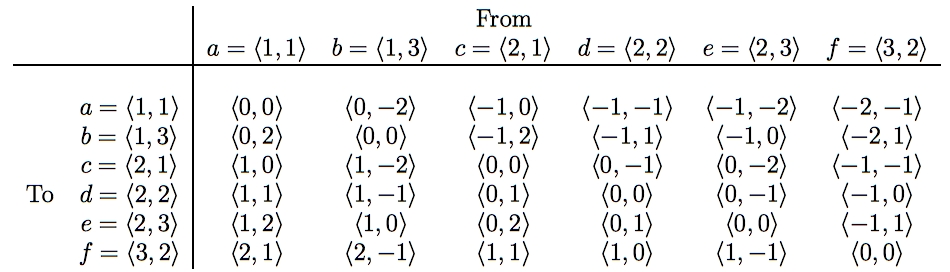 From
a = ⟨1, 1⟩ b = ⟨1, 3⟩ c = ⟨2, 1⟩ d = ⟨2, 2⟩ e = ⟨2, 3⟩ f = ⟨3, 2⟩
a = ⟨1, 1⟩ ⟨0, 0⟩ ⟨0, −2⟩ ⟨−1, 0⟩ ⟨−1, −1⟩ ⟨−1, −2⟩ ⟨−2, −1⟩
b = ⟨1, 3⟩ ⟨0, 2⟩ ⟨0, 0⟩ ⟨−1, 2⟩ ⟨−1, 1⟩ ⟨−1, 0⟩ ⟨−2, 1⟩
c = ⟨2, 1⟩ ⟨1, 0⟩ ⟨1, −2⟩ ⟨0, 0⟩ ⟨0, −1⟩ ⟨0, −2⟩ ⟨−1, −1⟩
To d = ⟨2, 2⟩ ⟨1, 1⟩ ⟨1, −1⟩ ⟨0, 1⟩ ⟨0, 0⟩ ⟨0, −1⟩ ⟨−1, 0⟩
e = ⟨2, 3⟩ ⟨1, 2⟩ ⟨1, 0⟩ ⟨0, 2⟩ ⟨0, 1⟩ ⟨0, 0⟩ ⟨−1, 1⟩
f = ⟨3, 2⟩ ⟨2, 1⟩ ⟨2, −1⟩ ⟨1, 1⟩ ⟨1, 0⟩ ⟨1, −1⟩ ⟨0, 0⟩